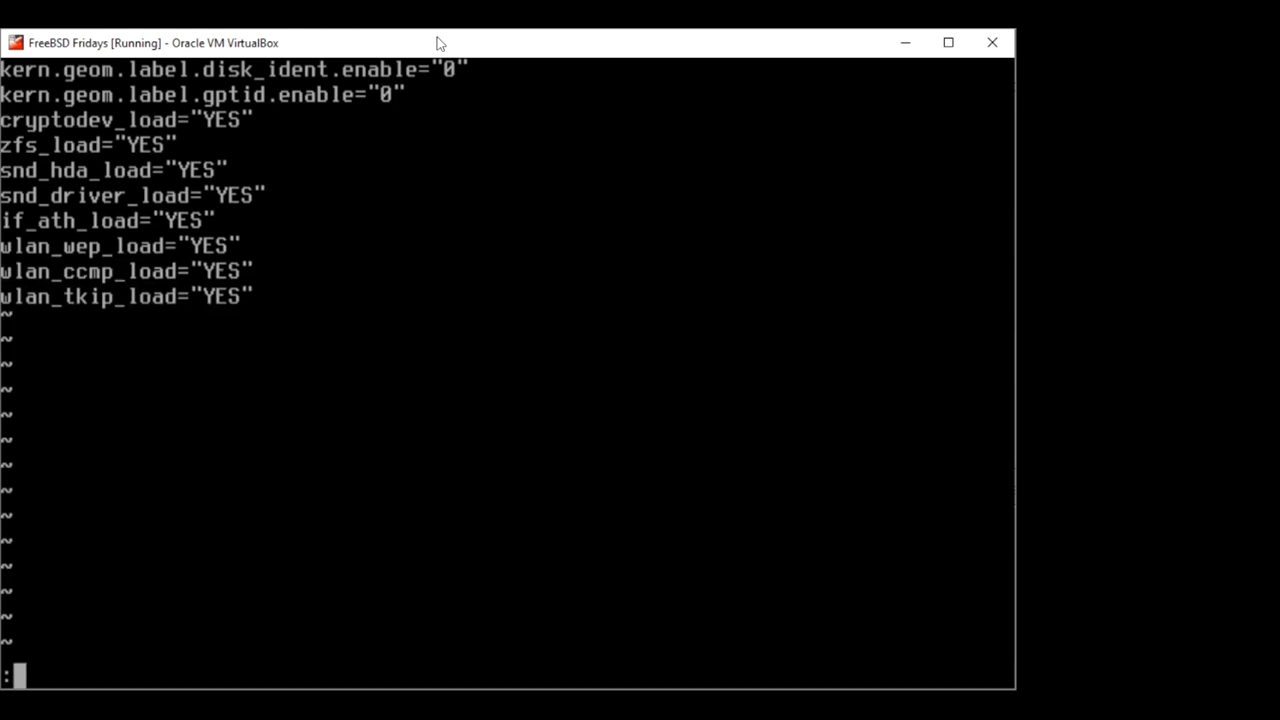 FreeBSD Fridays [Running] - Oracle VM VirtualBox
kern.geom.label.disk_ident.enable="0"
kern.geom.label.gptid.enable="0"
cryptodev_load="YES"
zfs_load="YES"
snd_hda_load="YES"
snd_driver_load="YES"
if_ath_load="YES"
wlan_wep_load="YES"
wlan_ccmp_load="YES"
wlan_tkip_load="YES"
~
~
~
~
~
~
~
~
~
~
~
~
~
~
: